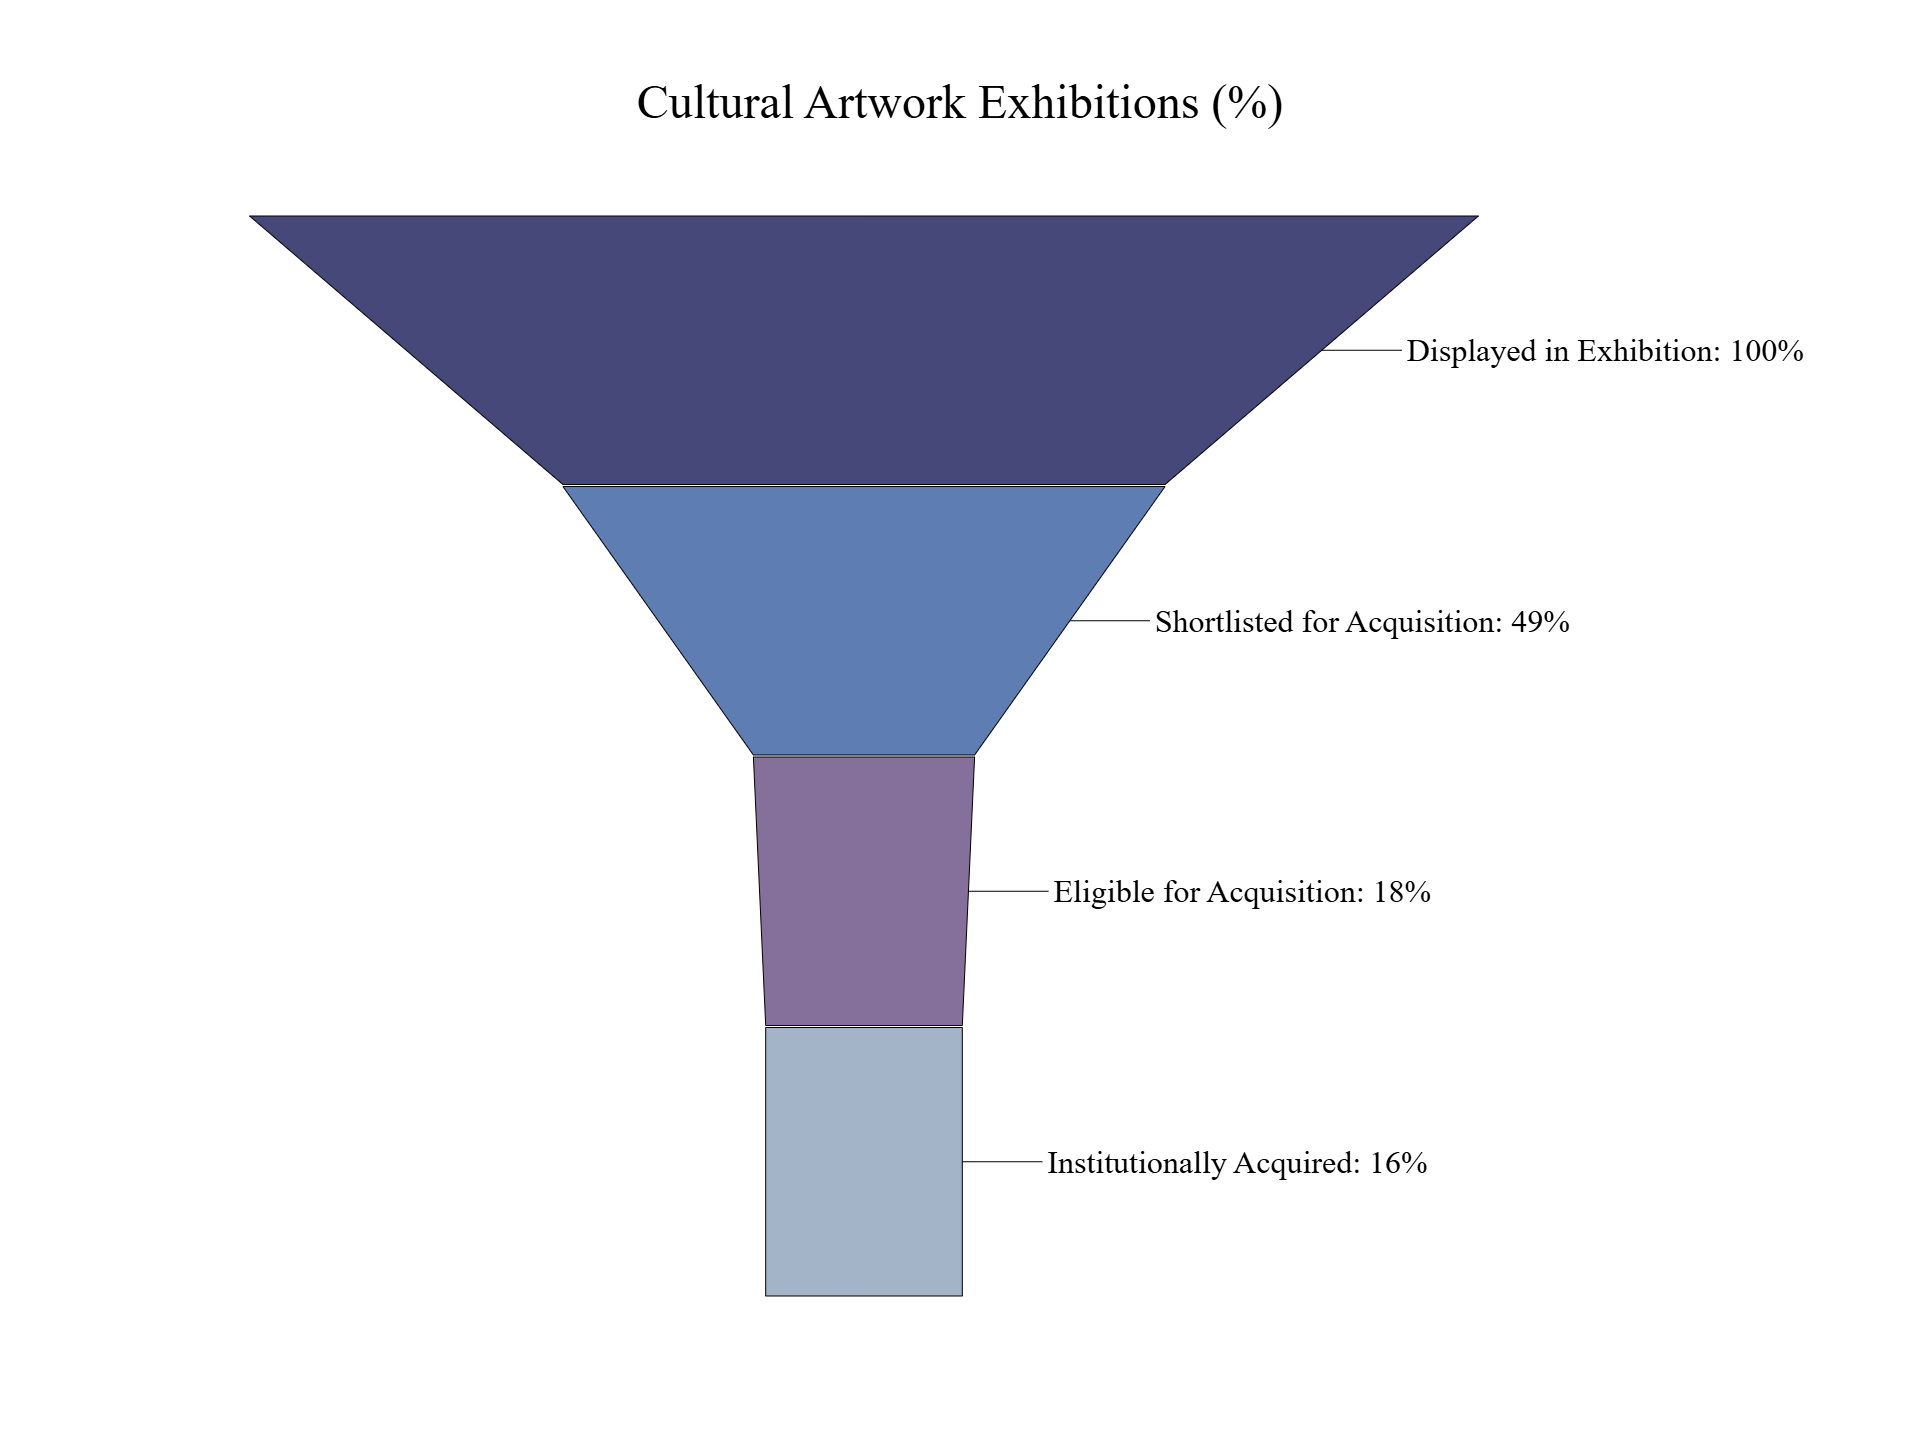 Cultural Artwork Exhibitions (%)
Displayed in Exhibition: 100%
Shortlisted for Acquisition: 49%
Eligible for Acquisition: 18%
Institutionally Acquired: 16%